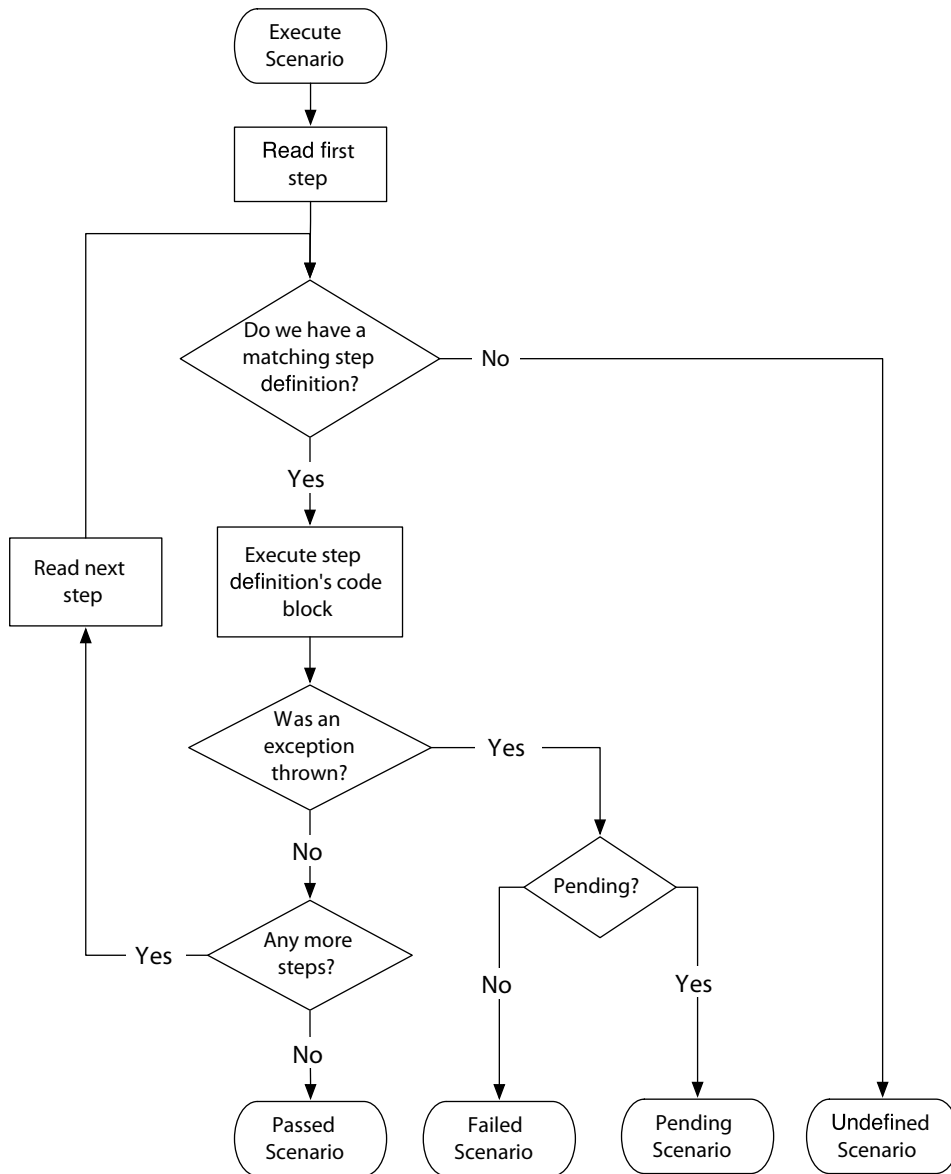 Execute
Scenario
Read first
step
Do we have a
matching step
definition?
No
Yes
Read next
step
Execute step
definition's code
block
Was an
exception
thrown?
Yes
No
Pending?
Any more
steps?
Yes
No
Yes
No
Passed
Scenario
Failed
Scenario
Pending
Scenario
Undefined
Scenario